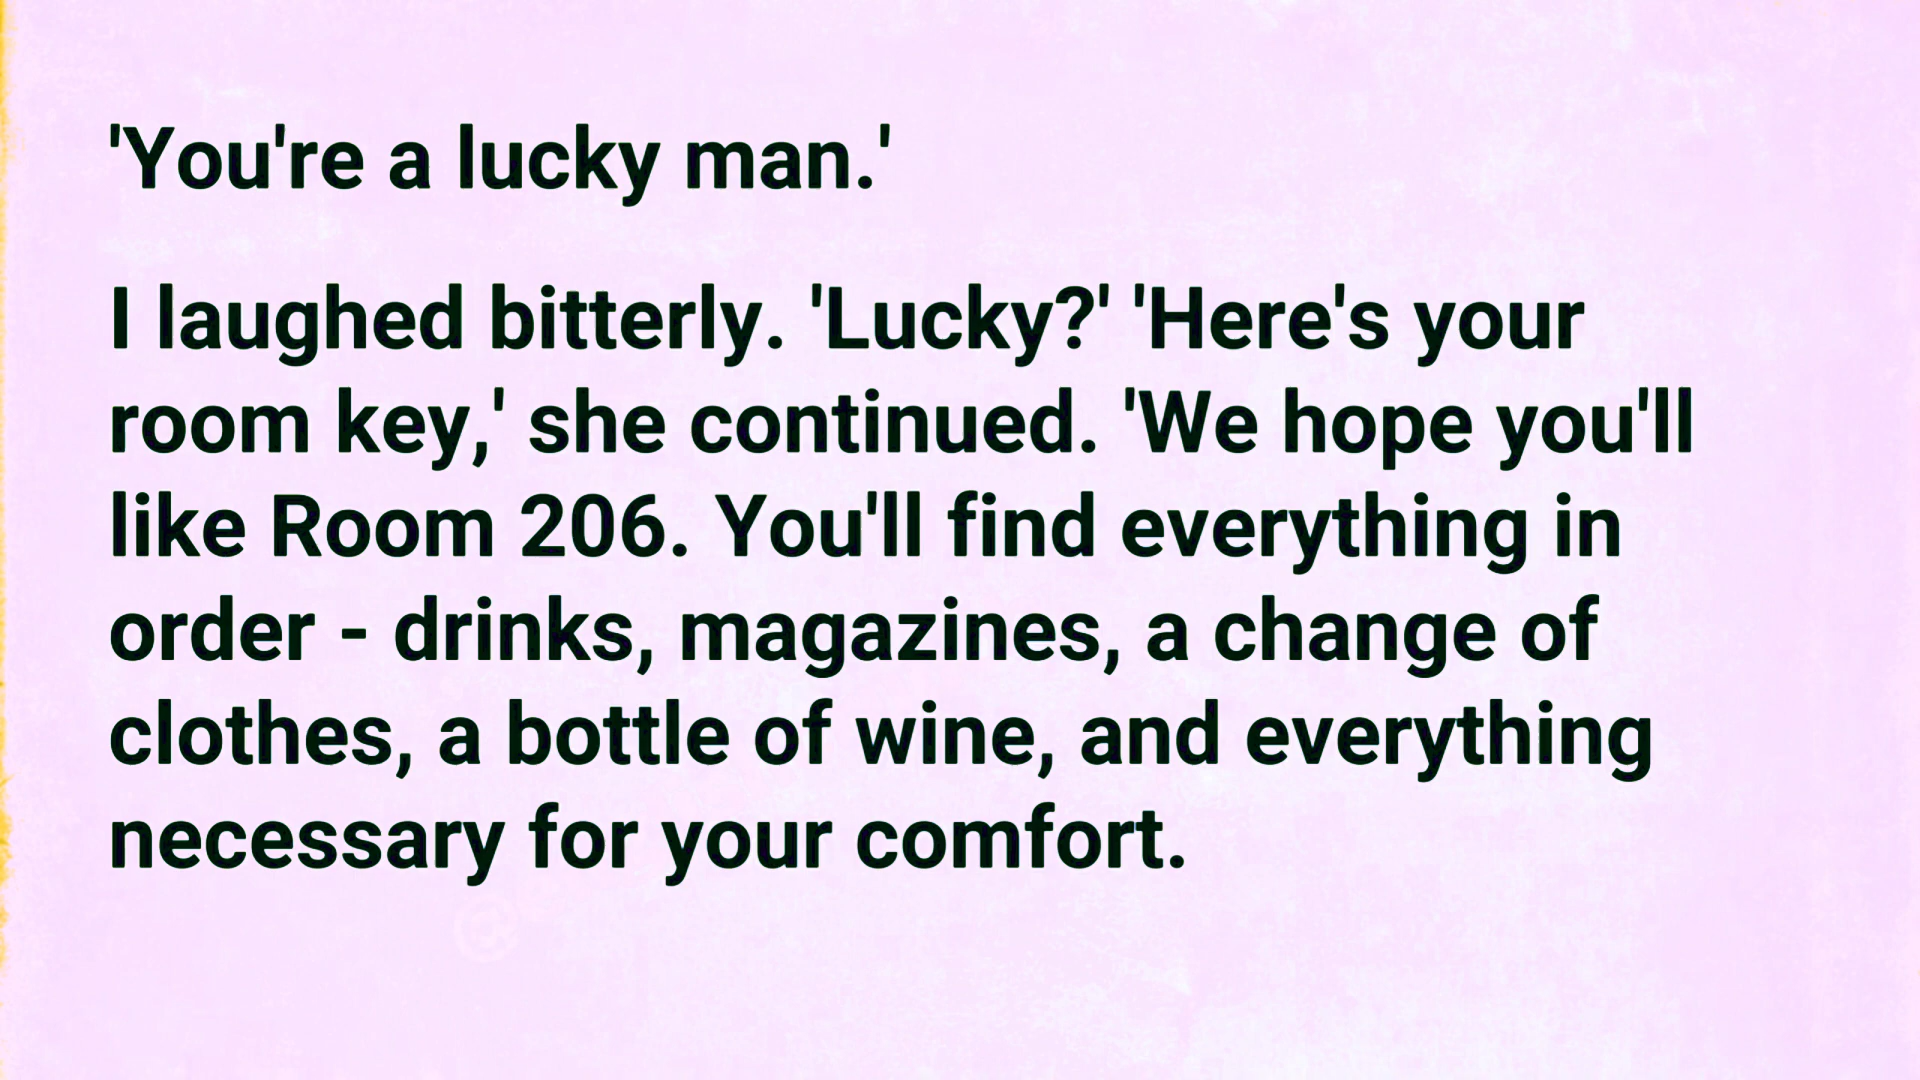 'You're a lucky man.'
I laughed bitterly. 'Lucky?' 'Here's your
room key,' she continued. 'We hope you'll
like Room 206. You'll find everything in
order - drinks, magazines, a change of
clothes, a bottle of wine, and everything
necessary for your comfort.